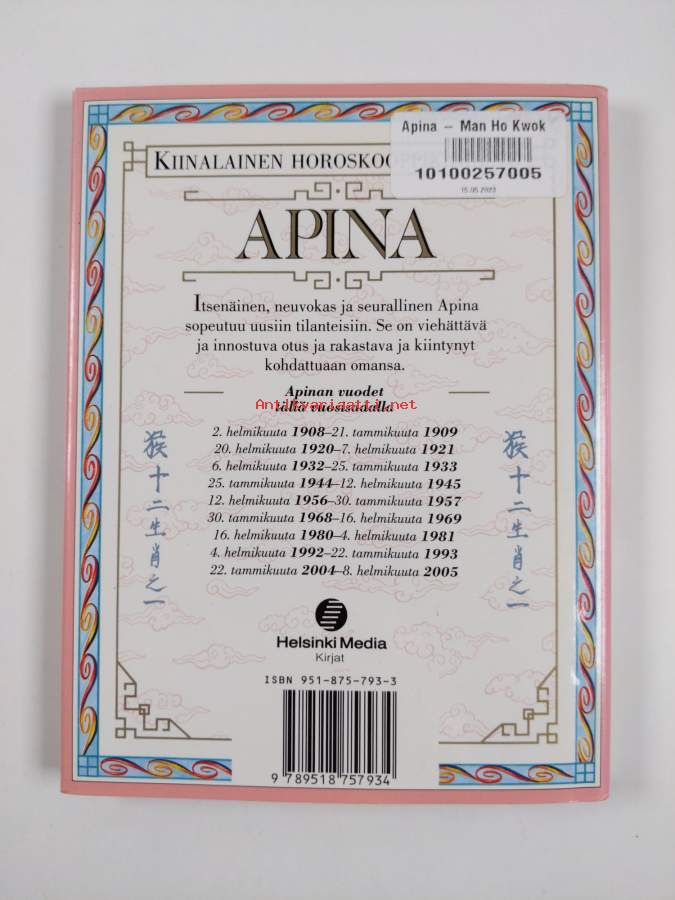 Apina – Man Ho Kwok
10100257005
15.05.2023
KIINALAINEN HOROSKOOPPI
APINA
Itsenäinen, neuvokas ja seurallinen Apina
sopeutuu uusiin tilanteisiin. Se on viehättävä
ja innostuva otus ja rakastava ja kiintynyt
kohdattuaan omansa.
Apinan vuodet
Antikvariaatti.net
tällä vuosisadalla
2. helmikuuta 1908–21. tammikuuta 1909
20. helmikuuta 1920–7. helmikuuta 1921
6. helmikuuta 1932–25. tammikuuta 1933
25. tammikuuta 1944–12. helmikuuta 1945
12. helmikuuta 1956–30. tammikuuta 1957
30. tammikuuta 1968–16. helmikuuta 1969
16. helmikuuta 1980–4. helmikuuta 1981
4. helmikuuta 1992–22. tammikuuta 1993
22. tammikuuta 2004–8. helmikuuta 2005
猴十二生肖之一
猴十二生肖之一
Helsinki Media
Kirjat
ISBN 951-875-793-3
9 789518 757934